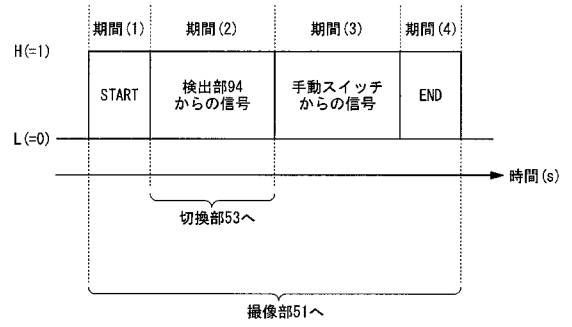 期間(1) 期間(2) 期間(3) 期間(4)
H(=1)
START
検出部94
からの信号
手動スイッチ
からの信号
END
L(=0)
時間(s)
切換部53へ
撮像部51へ